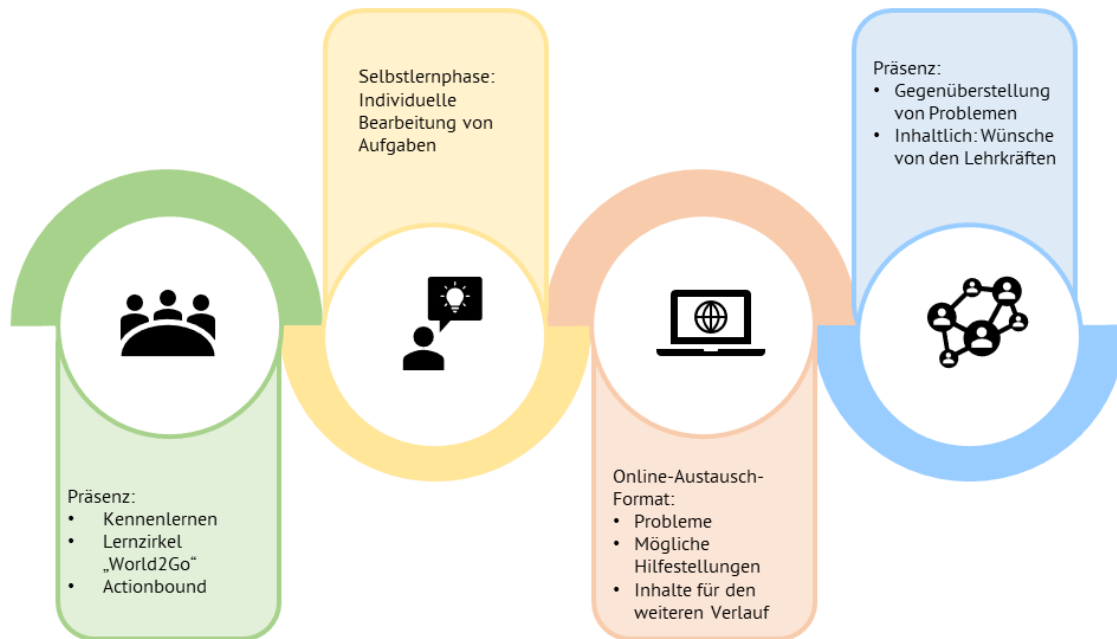 Präsenz:
• Kennenlernen
• Lernzirkel
„World2Go“
• Actionbound
Selbstlernphase:
Individuelle
Bearbeitung von
Aufgaben
Online-Austausch-
Format:
• Probleme
• Mögliche
Hilfestellungen
• Inhalte für den
weiteren Verlauf
Präsenz:
• Gegenüberstellung
von Problemen
• Inhaltlich: Wünsche
von den Lehrkräften